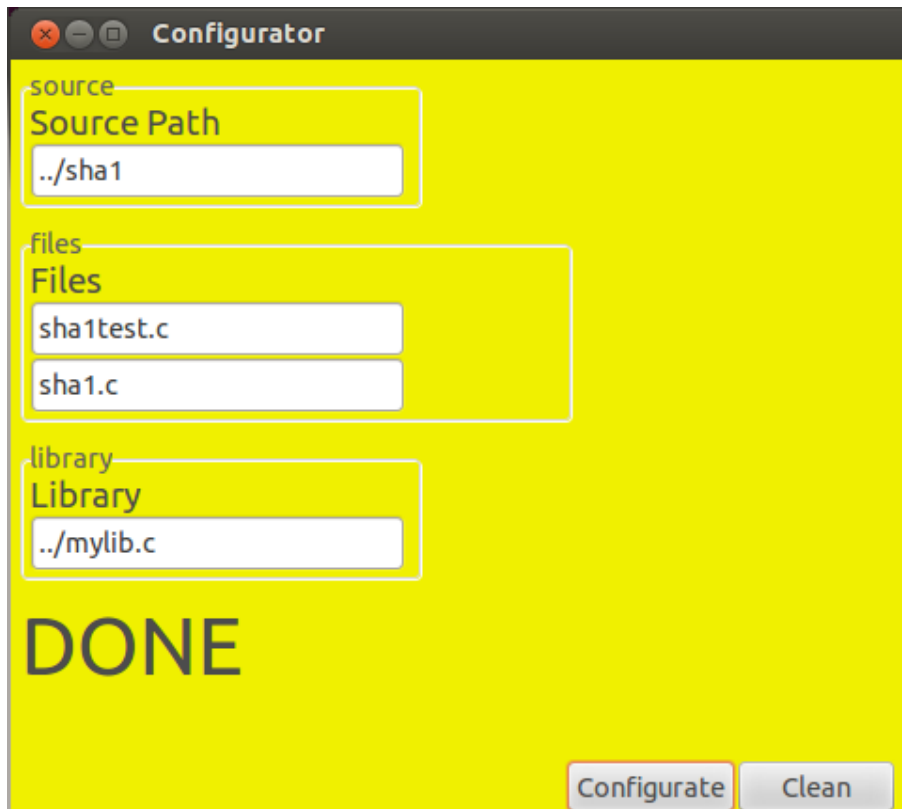 Configurator
source
Source Path
../sha1
files
Files
sha1test.c
sha1.c
library
Library
../mylib.c
DONE
Configurate Clean